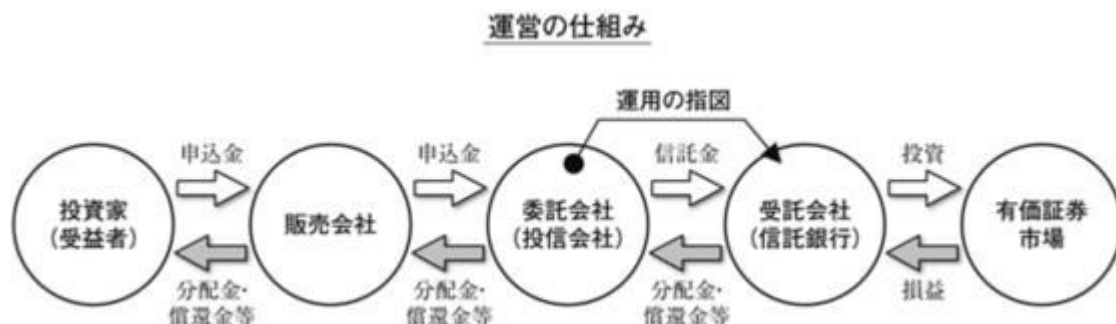 運営の仕組み
運用の指図
申込金
申込金
信託金
投資
投資家
(受益者)
販売会社
委託会社
(投信会社)
受託会社
(信託銀行)
有価証券
市場
分配金・
償還金等
分配金・
償還金等
分配金・
償還金等
損益